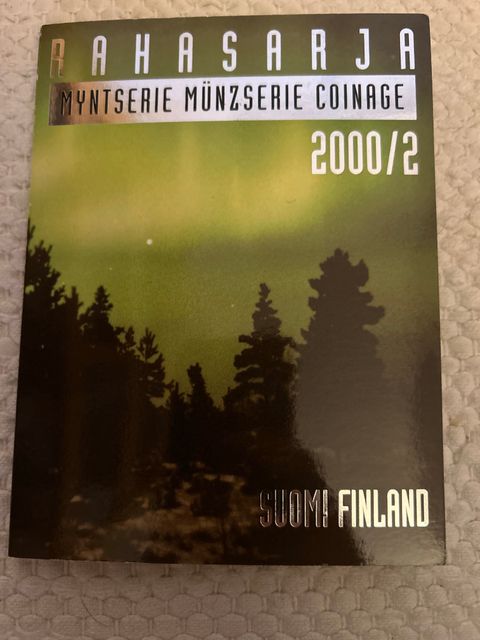 RAHASARJA
MYNTSERIE MÜNZSERIE COINAGE
2000/2
SUOMI FINLAND